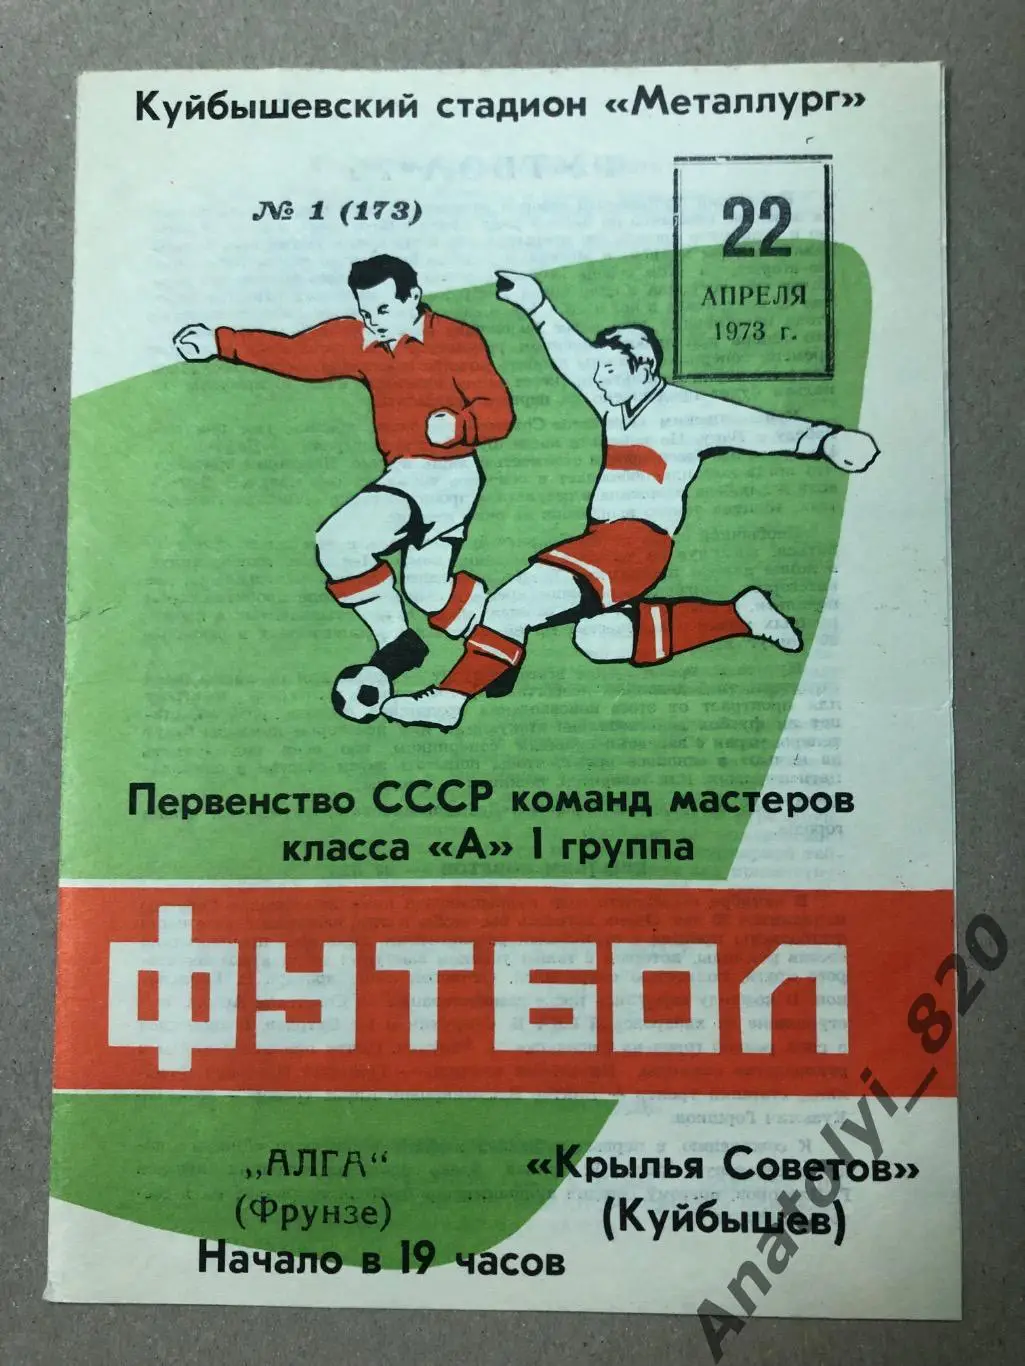 Куйбышевский стадион «Металлург»
№ 1 (173)
22
АПРЕЛЯ
1973 г.
Первенство СССР команд мастеров
класса «А» I группа
ФУТБОЛ
„АЛГА“
(Фрунзе)
«Крылья Советов»
(Куйбышев)
Начало в 19 часов
Anatolyi_820